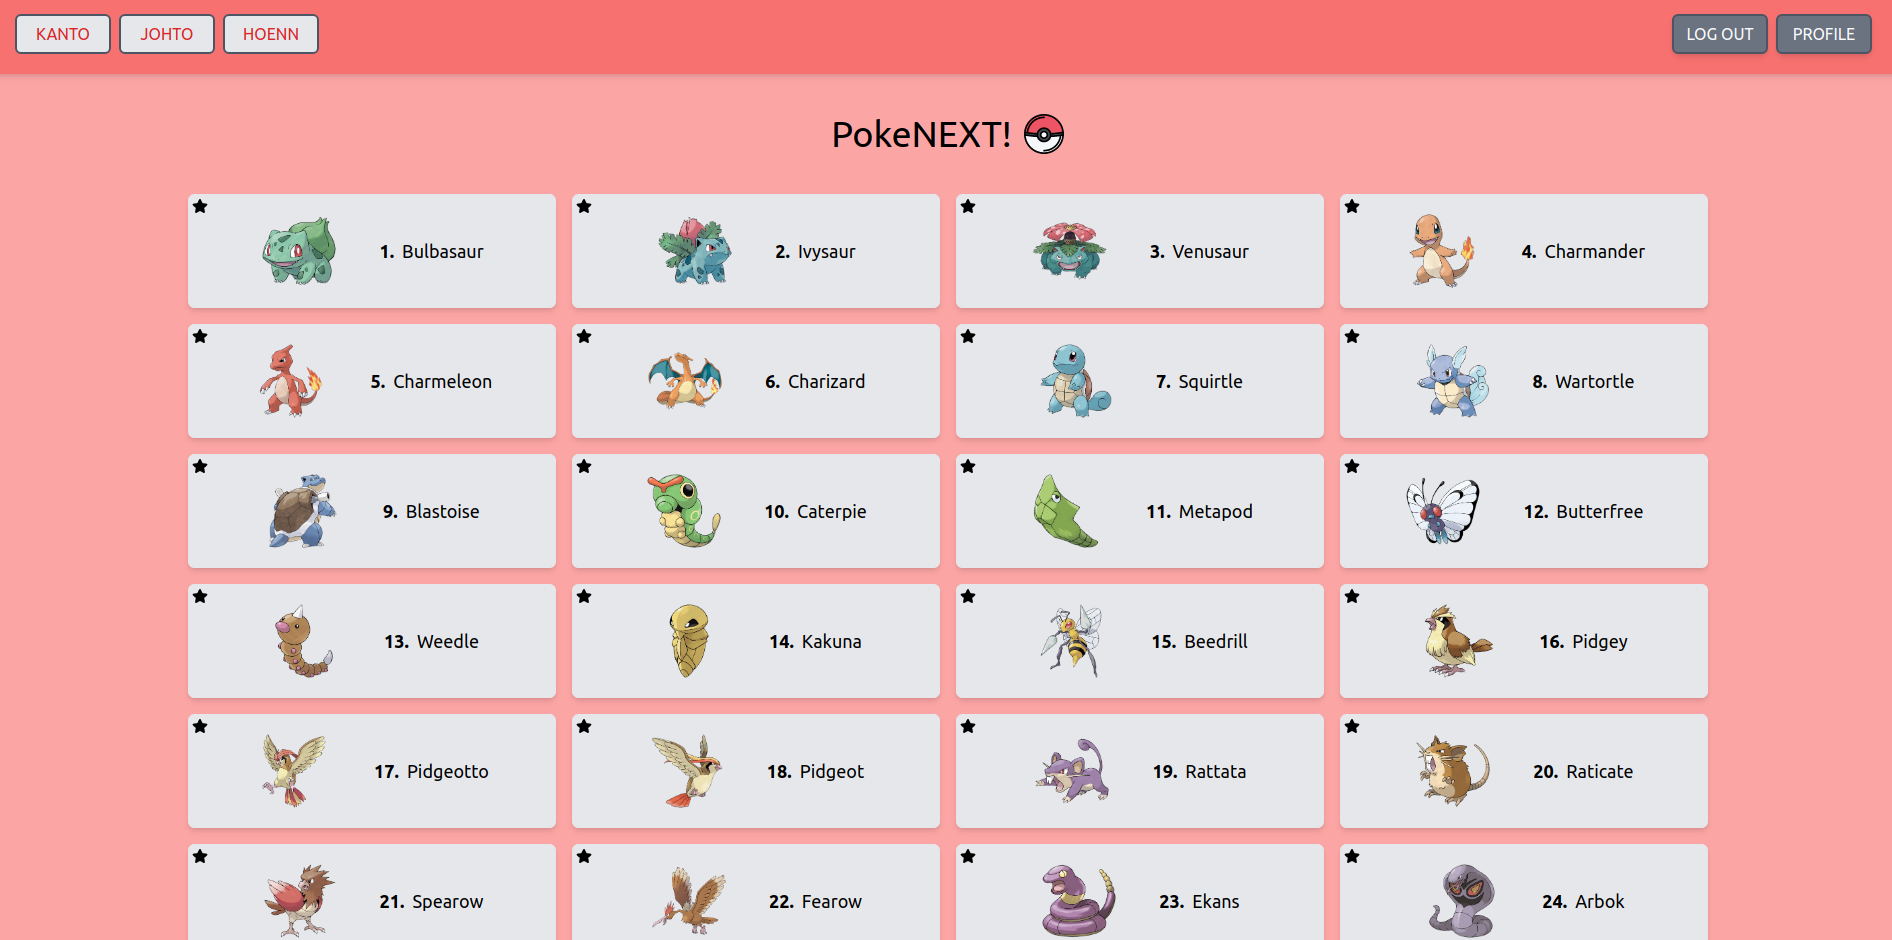 KANTO JOHTO HOENN LOG OUT PROFILE
PokeNEXT!
1. Bulbasaur 2. Ivysaur 3. Venusaur 4. Charmander
5. Charmeleon 6. Charizard 7. Squirtle 8. Wartortle
9. Blastoise 10. Caterpie 11. Metapod 12. Butterfree
13. Weedle 14. Kakuna 15. Beedrill 16. Pidgey
17. Pidgeotto 18. Pidgeot 19. Rattata 20. Raticate
21. Spearow 22. Fearow 23. Ekans 24. Arbok